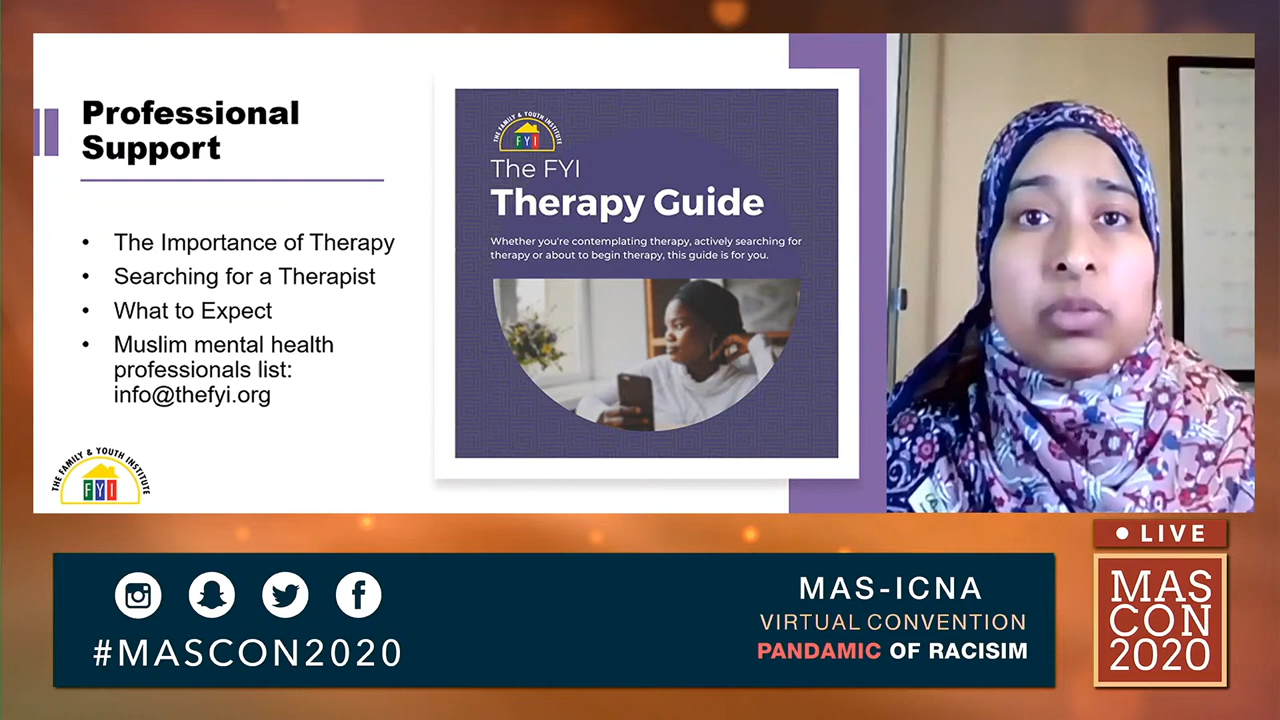 Professional
Support
• The Importance of Therapy
• Searching for a Therapist
• What to Expect
• Muslim mental health
professionals list:
info@thefyi.org
THE FAMILY & YOUTH INSTITUTE
FYI
THE FAMILY & YOUTH INSTITUTE
FYI
The FYI
Therapy Guide
Whether you're contemplating therapy, actively searching for
therapy or about to begin therapy, this guide is for you.
#MASCON2020
MAS-ICNA
VIRTUAL CONVENTION
PANDAMIC OF RACISIM
LIVE
MAS
CON
2020